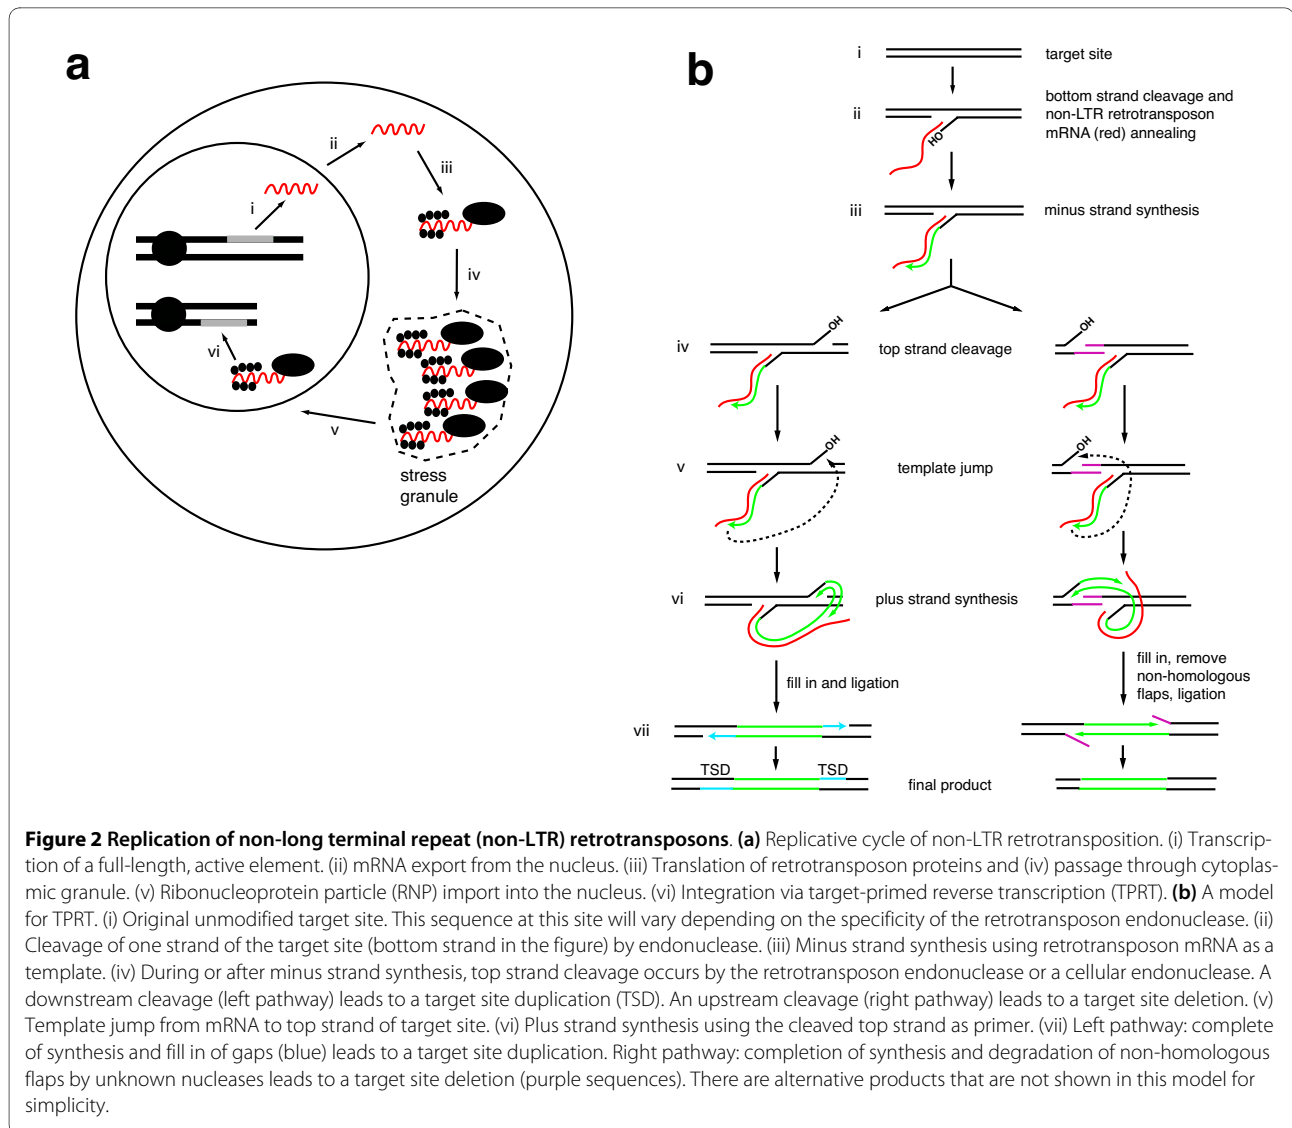 a
i
ii
iii
iv
v
vi
stress
granule
b
i
target site
ii
bottom strand cleavage and
non-LTR retrotransposon
mRNA (red) annealing
HO
iii
minus strand synthesis
iv
OH
top strand cleavage
OH
v
OH
template jump
OH
vi
plus strand synthesis
fill in and ligation
fill in, remove
non-homologous
flaps, ligation
vii
TSD
TSD
final product
Figure 2 Replication of non-long terminal repeat (non-LTR) retrotransposons. (a) Replicative cycle of non-LTR retrotransposition. (i) Transcrip-
tion of a full-length, active element. (ii) mRNA export from the nucleus. (iii) Translation of retrotransposon proteins and (iv) passage through cytoplas-
mic granule. (v) Ribonucleoprotein particle (RNP) import into the nucleus. (vi) Integration via target-primed reverse transcription (TPRT). (b) A model
for TPRT. (i) Original unmodified target site. This sequence at this site will vary depending on the specificity of the retrotransposon endonuclease. (ii)
Cleavage of one strand of the target site (bottom strand in the figure) by endonuclease. (iii) Minus strand synthesis using retrotransposon mRNA as a
template. (iv) During or after minus strand synthesis, top strand cleavage occurs by the retrotransposon endonuclease or a cellular endonuclease. A
downstream cleavage (left pathway) leads to a target site duplication (TSD). An upstream cleavage (right pathway) leads to a target site deletion. (v)
Template jump from mRNA to top strand of target site. (vi) Plus strand synthesis using the cleaved top strand as primer. (vii) Left pathway: complete
of synthesis and fill in of gaps (blue) leads to a target site duplication. Right pathway: completion of synthesis and degradation of non-homologous
flaps by unknown nucleases leads to a target site deletion (purple sequences). There are alternative products that are not shown in this model for
simplicity.